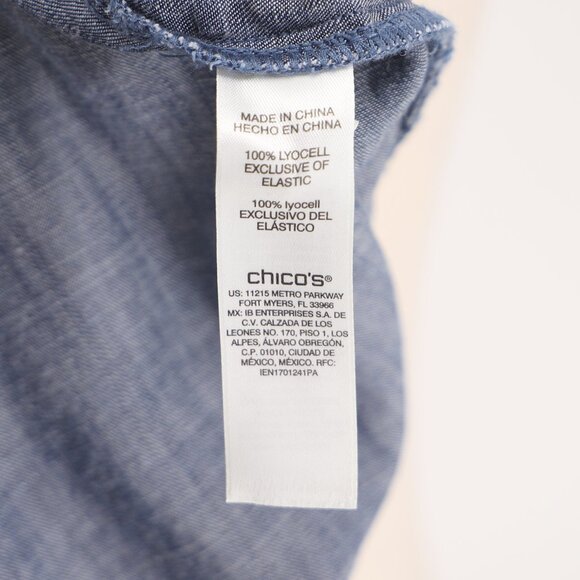 MADE IN CHINA
HECHO EN CHINA
100% LYOCELL
EXCLUSIVE OF
ELASTIC
100% lyocell
EXCLUSIVO DEL
ELÁSTICO
chico's®
US: 11215 METRO PARKWAY
FORT MYERS, FL 33966
MX: IB ENTERPRISES S.A. DE
C.V. CALZADA DE LOS
LEONES NO. 170, PISO 1, LOS
ALPES, ÁLVARO OBREGÓN,
C.P. 01010, CIUDAD DE
MÉXICO, MÉXICO. RFC:
IEN1701241PA